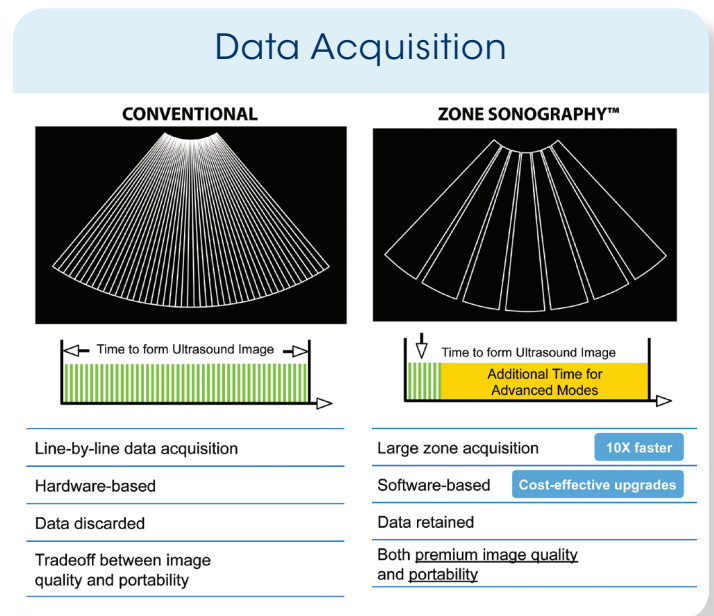 Data Acquisition
CONVENTIONAL
Time to form Ultrasound Image
Line-by-line data acquisition
Hardware-based
Data discarded
Tradeoff between image
quality and portability
ZONE SONOGRAPHY™
Time to form Ultrasound Image
Additional Time for
Advanced Modes
Large zone acquisition
10X faster
Software-based
Cost-effective upgrades
Data retained
Both premium image quality
and portability